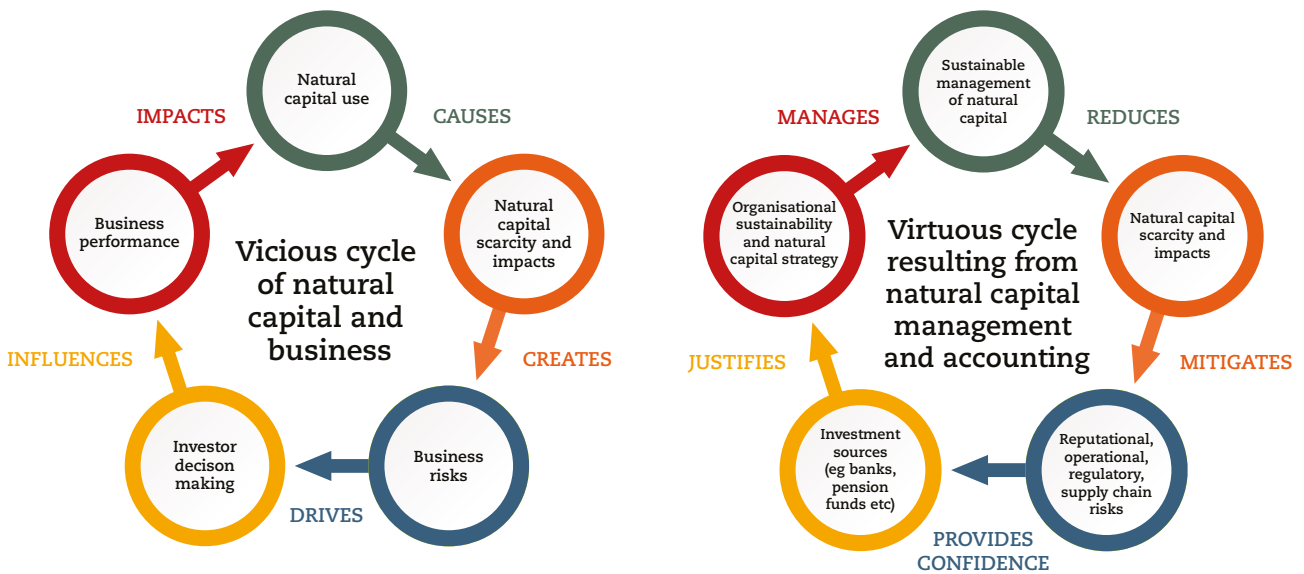 Natural
capital use
IMPACTS
CAUSES
Business
performance
Natural
capital
scarcity and
impacts
Vicious cycle
of natural
capital and
business
INFLUENCES
CREATES
Investor
decison
making
Business
risks
DRIVES
Sustainable
management
of natural
capital
MANAGES
REDUCES
Organisational
sustainability
and natural
capital strategy
Natural capital
scarcity and
impacts
Virtuous cycle
resulting from
natural capital
management
and accounting
JUSTIFIES
MITIGATES
Investment
sources
(eg banks,
pension
funds etc)
Reputational,
operational,
regulatory,
supply chain
risks
PROVIDES
CONFIDENCE